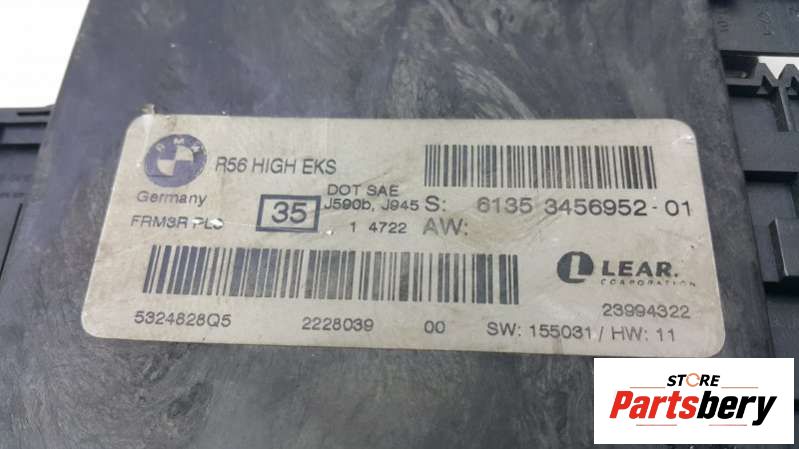 BMW
R56 HIGH EKS
Germany
DOT SAE
J590b, J945
FRM3R PL3
35
1 4722
S: 6135 3456952-01
AW:
LEAR.
CORPORATION
23994322
5324828Q5 2228039 00 SW: 155031 / HW: 11
STORE
Partsbery